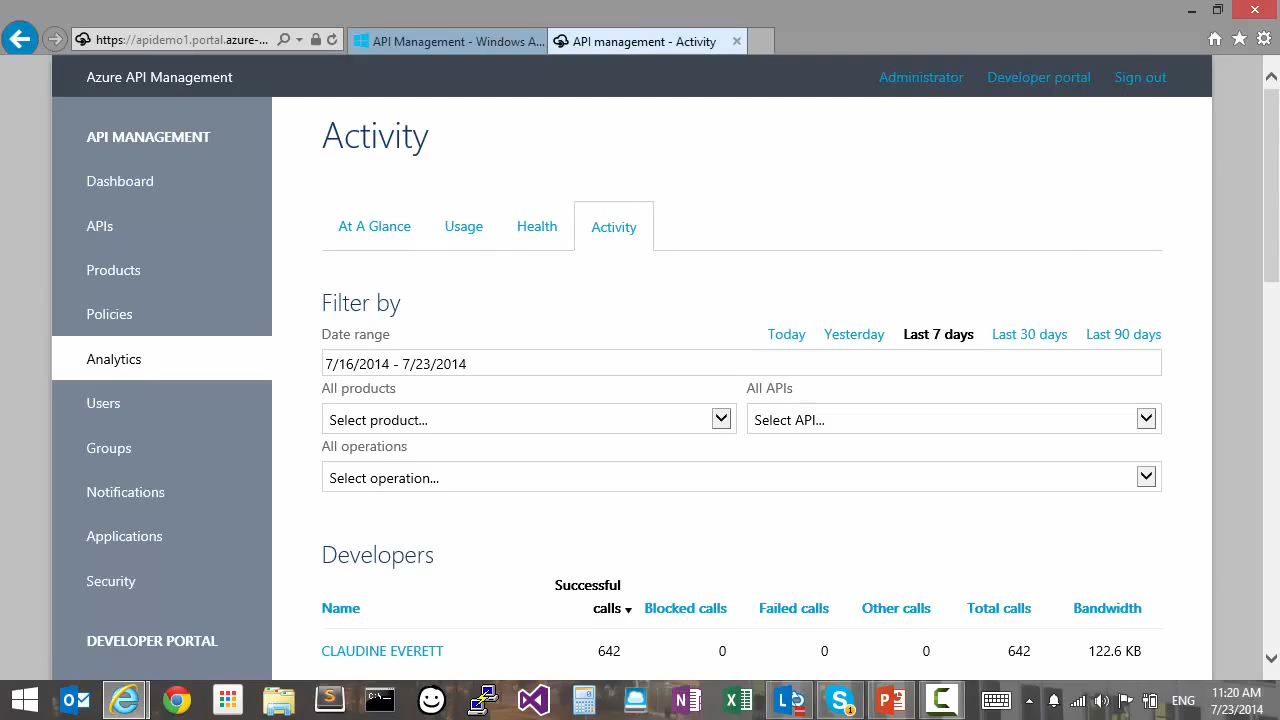 https://apidemo1.portal.azure-...
API Management - Windows A...
API management - Activity
Azure API Management
Administrator
Developer portal
Sign out
API MANAGEMENT
Dashboard
APIs
Products
Policies
Analytics
Users
Groups
Notifications
Applications
Security
DEVELOPER PORTAL
Activity
At A Glance
Usage
Health
Activity
Filter by
Date range
Today
Yesterday
Last 7 days
Last 30 days
Last 90 days
7/16/2014 - 7/23/2014
All products
All APIs
Select product...
Select API...
All operations
Select operation...
Developers
Name
Successful
calls
Blocked calls
Failed calls
Other calls
Total calls
Bandwidth
CLAUDINE EVERETT
642
0
0
0
642
122.6 KB
ENG
11:20 AM
7/23/2014